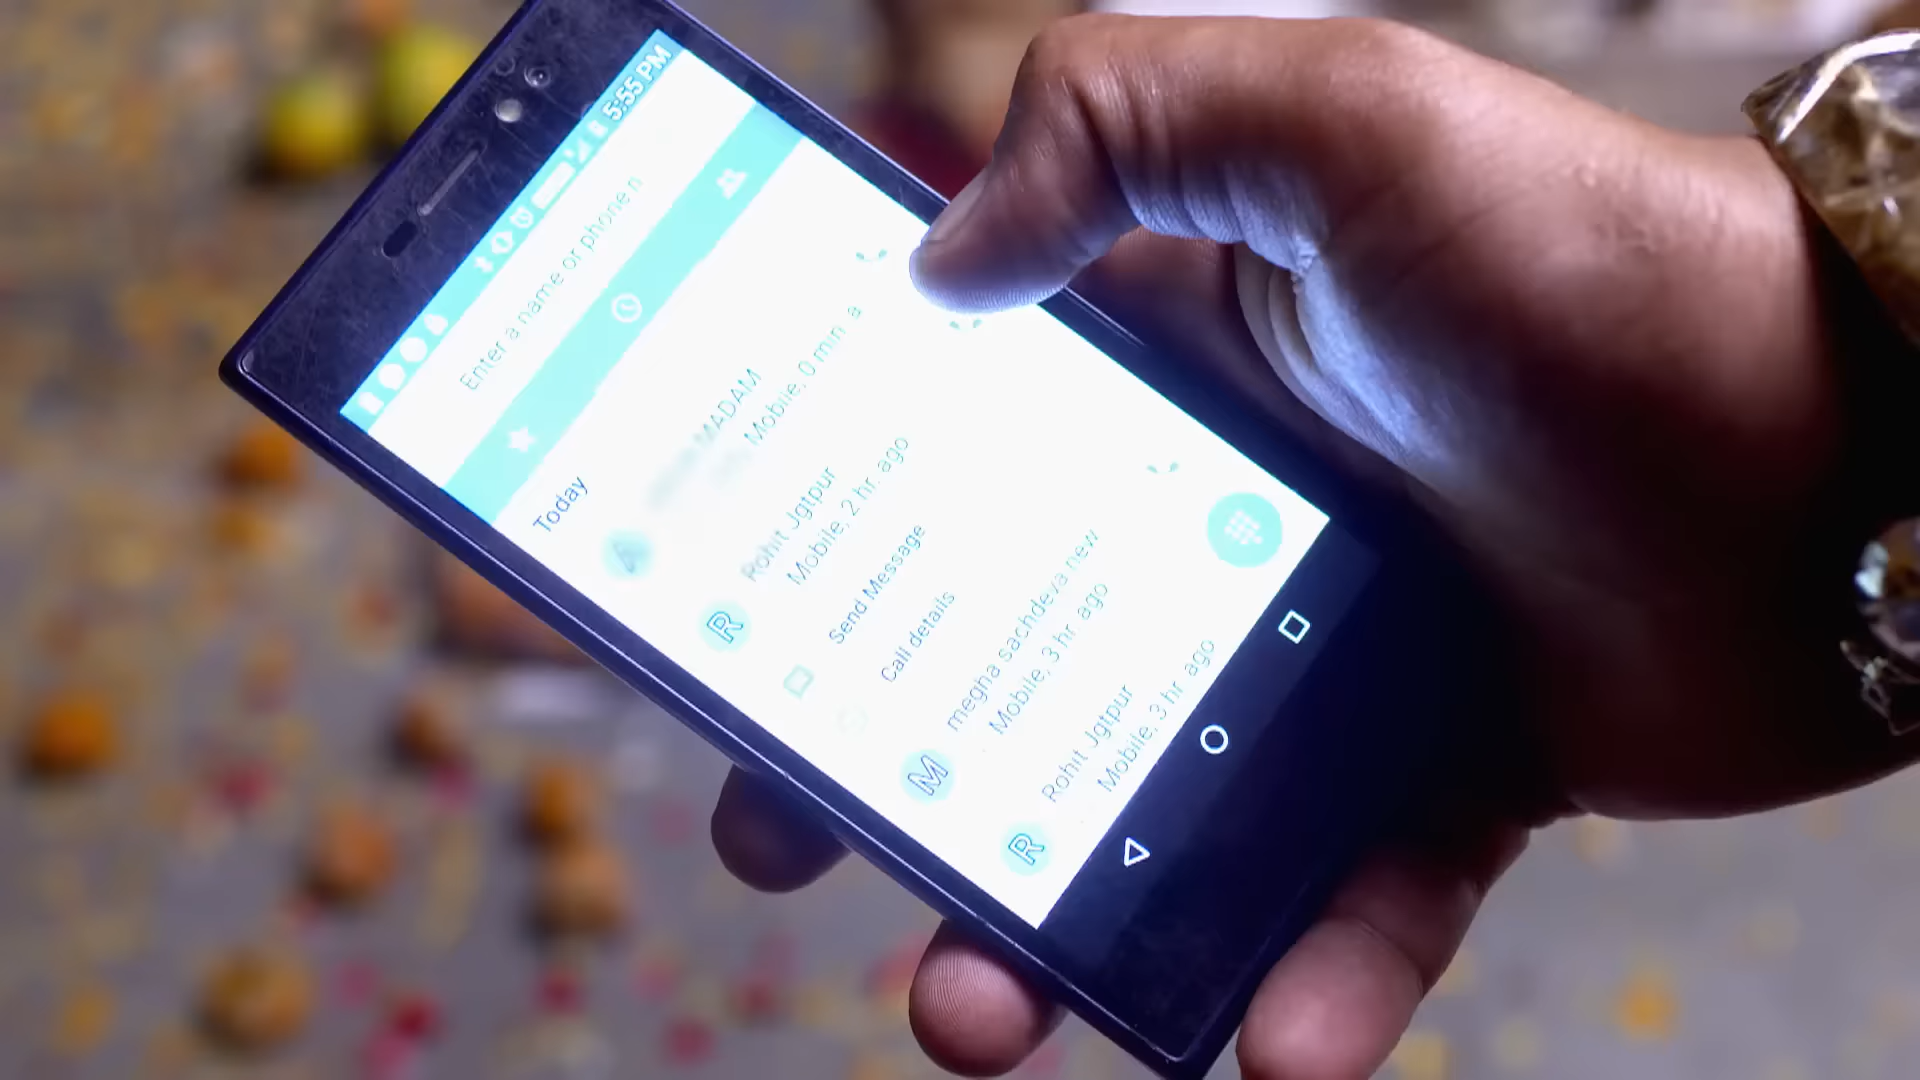 5:55 PM
Enter a name or phone n
Today
A
MADAM
Mobile, 0 min. a
R
Rohit Jgtpur
Mobile, 2 hr. ago
Send Message
Call details
M
megha sachdeva new
Mobile, 3 hr. ago
R
Rohit Jgtpur
Mobile, 3 hr. ago